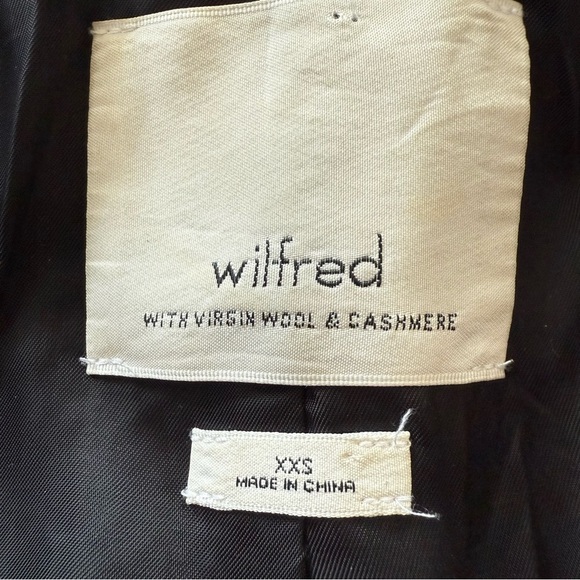 wilfred
WITH VIRGIN WOOL & CASHMERE
XXS
MADE IN CHINA